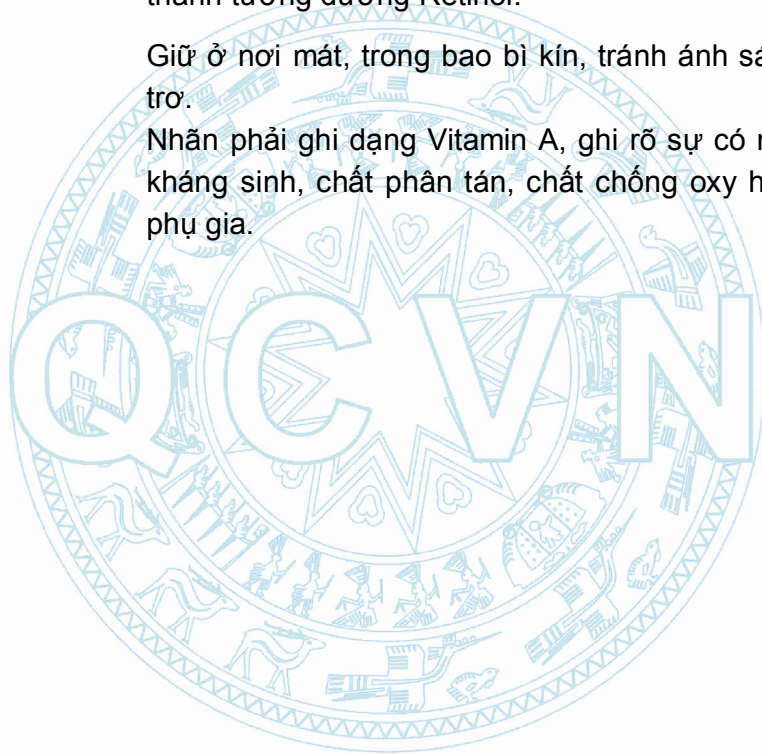 thành tương đương Retinol.
Giữ ở nơi mát, trong bao bì kín, tránh ánh
trơ.
Nhãn phải ghi dạng Vitamin A, ghi rõ sự có
kháng sinh, chất phân tán, chất chống oxy
phụ gia.
QCVN